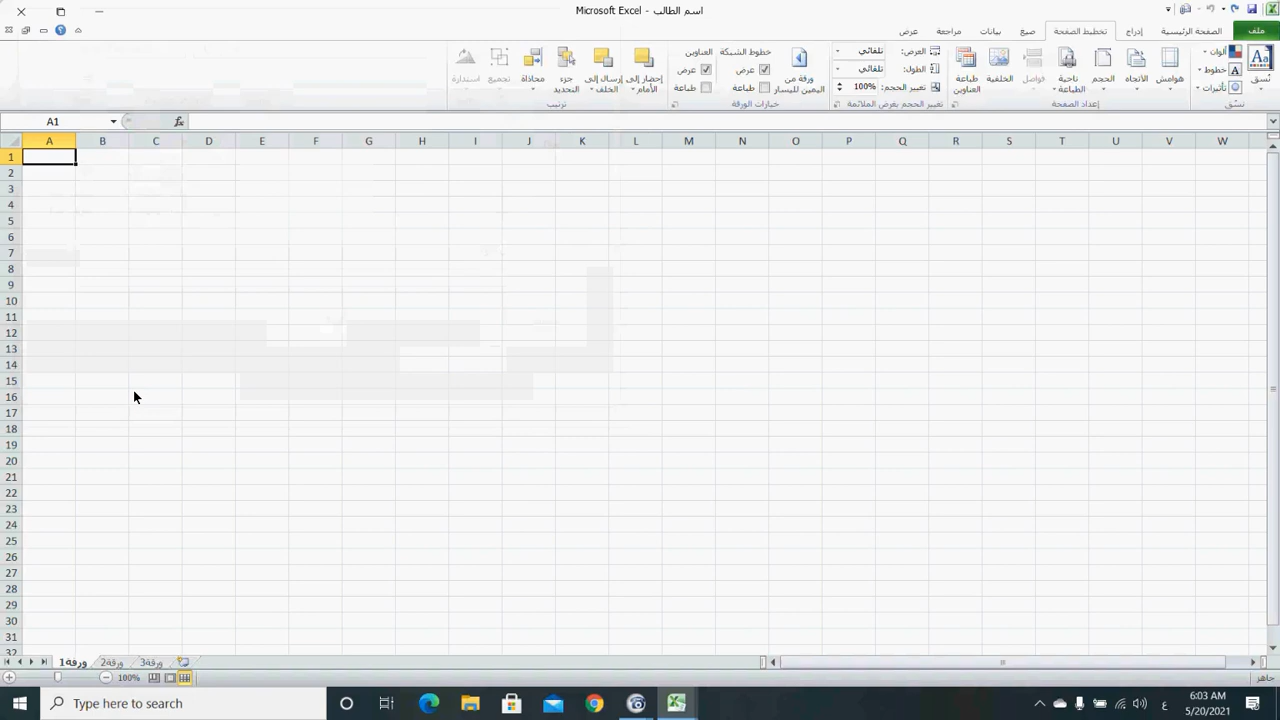 اسم الطالب - Microsoft Excel
ملف
الصفحة الرئيسية
إدراج
تخطيط الصفحة
صيغ
بيانات
مراجعة
عرض
نُسق
ألوان
خطوط
تأثيرات
نسُق
هوامش
الاتجاه
الحجم
ناحية الطباعة
فواصل
الخلفية
طباعة العناوين
إعداد الصفحة
العرض: تلقائي
الطول: تلقائي
تغيير الحجم: 100%
تغيير الحجم بغرض الملائمة
ورقة من اليمين لليسار
خطوط الشبكة
عرض
طباعة
العناوين
عرض
طباعة
خيارات الورقة
إحضار إلى الأمام
إرسال إلى الخلف
جزء التحديد
محاذاة
تجميع
استدارة
ترتيب
A1
fx
A B C D E F G H I J K L M N O P Q R S T U V W
1
2
3
4
5
6
7
8
9
10
11
12
13
14
15
16
17
18
19
20
21
22
23
24
25
26
27
28
29
30
31
32
ورقة1 ورقة2 ورقة3
100%
جاهز
Type here to search
ع
6:03 AM
5/20/2021